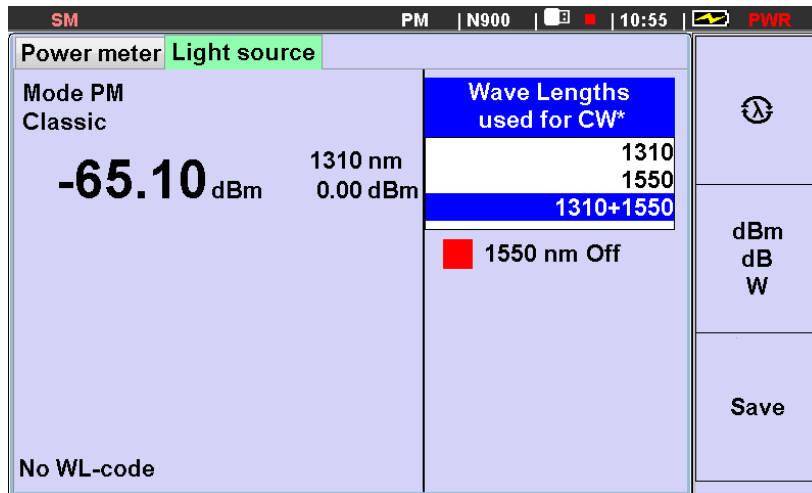 SM PM | N900 | | 10:55 | PWR
Power meter Light source
Mode PM
Classic
-65.10 dBm
1310 nm
0.00 dBm
Wave Lengths
used for CW*
1310
1550
1310+1550
1550 nm Off
λ
dBm
dB
W
Save
No WL-code